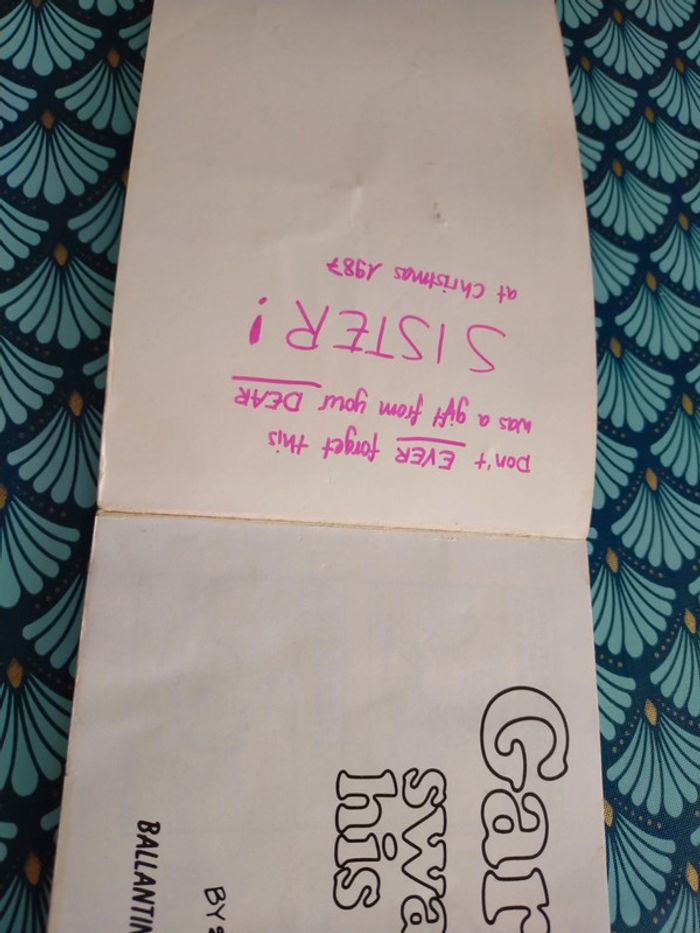 Don't EVER forget this
was a gift from your DEAR
SISTER!
at Christmas 1987
Gar
swa
his
BY
BALLANTIN